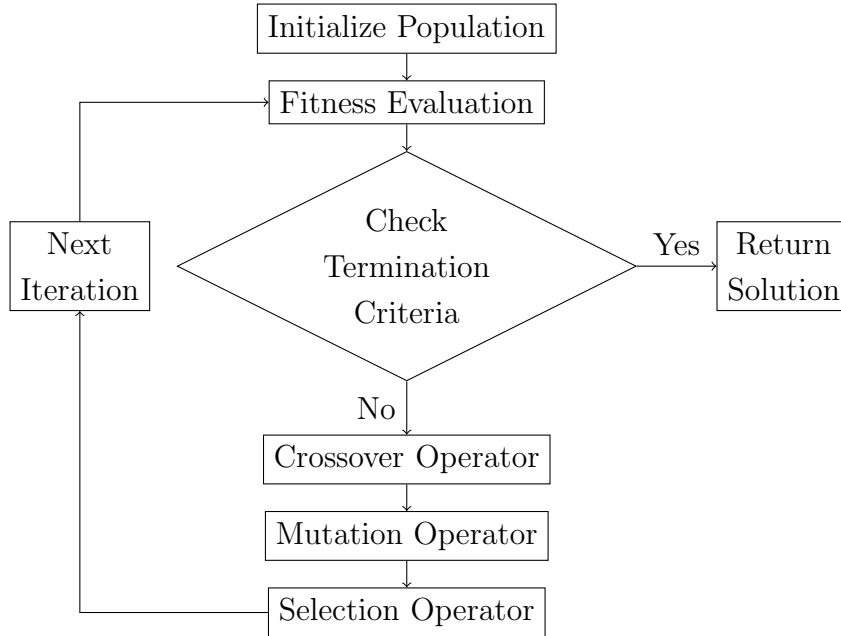 Initialize Population
Fitness Evaluation
Check
Termination
Criteria
Yes
Return
Solution
Next
Iteration
No
Crossover Operator
Mutation Operator
Selection Operator